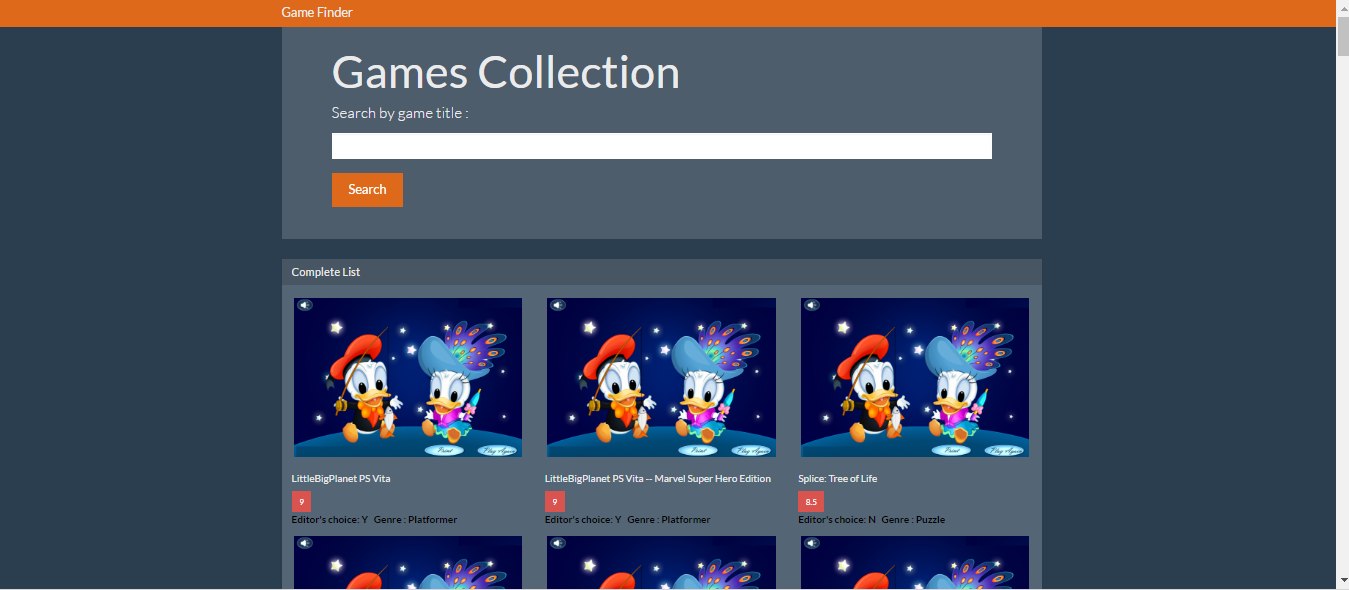 Game Finder
Games Collection
Search by game title :
Search
Complete List
Print Play Again
Print Play Again
Print Play Again
LittleBigPlanet PS Vita
LittleBigPlanet PS Vita -- Marvel Super Hero Edition
Splice: Tree of Life
9
9
8.5
Editor's choice: Y Genre : Platformer
Editor's choice: Y Genre : Platformer
Editor's choice: N Genre : Puzzle